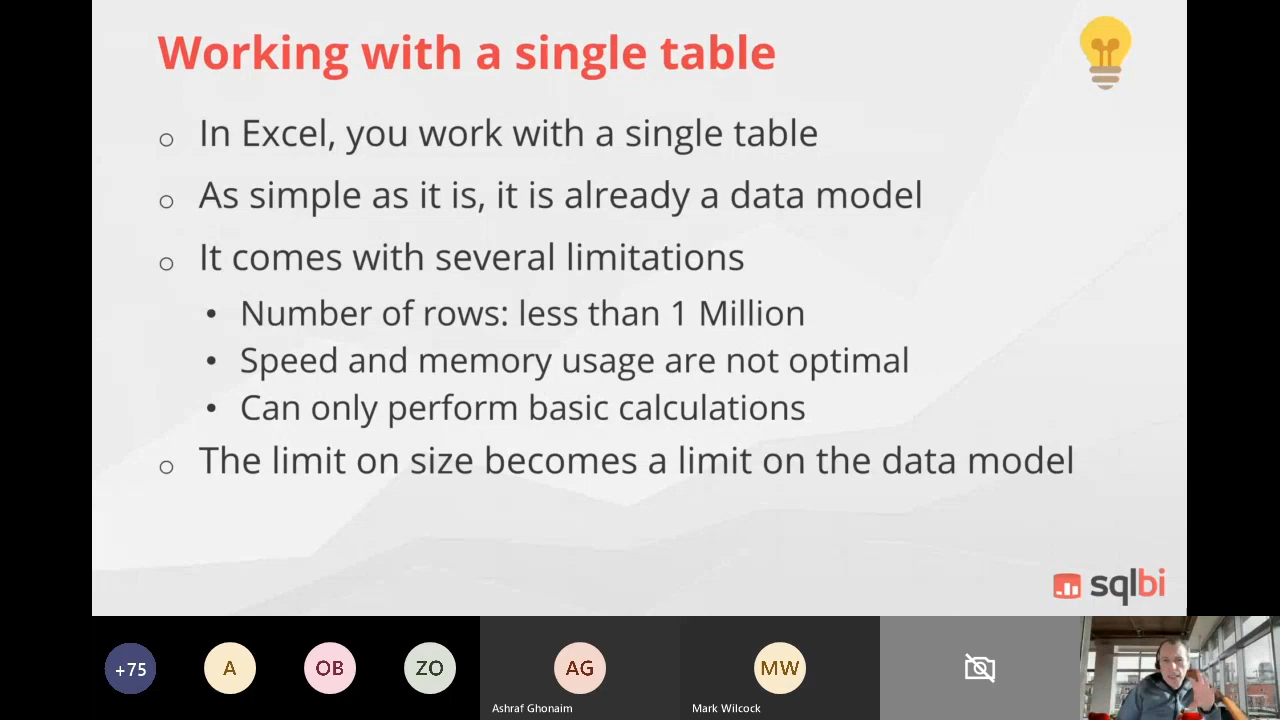 Working with a single table
In Excel, you work with a single table
As simple as it is, it is already a data model
It comes with several limitations
Number of rows: less than 1 Million
Speed and memory usage are not optimal
Can only perform basic calculations
The limit on size becomes a limit on the data model
sqlbi
+75
A
OB
ZO
AG
MW
Ashraf Ghonaim
Mark Wilcock